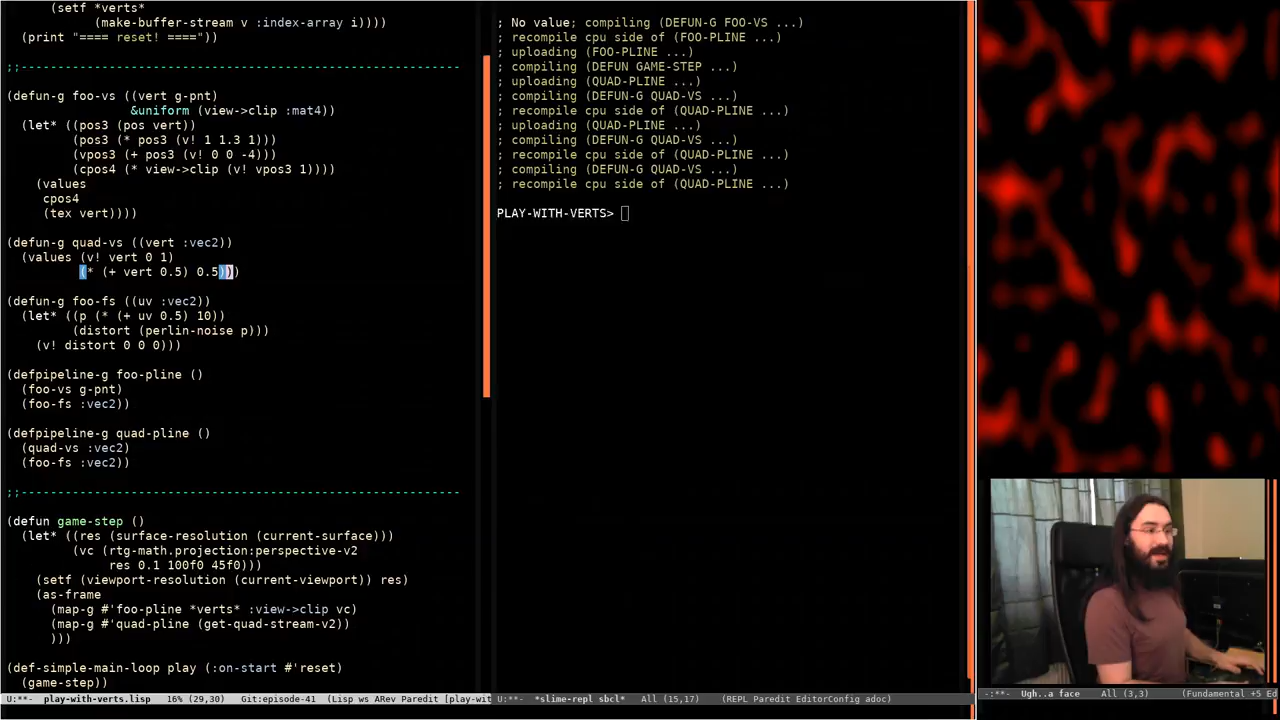 (setf *verts*
(make-buffer-stream v :index-array i))))
(print "==== reset! ===="))
;;------------------------------------------------------------
(defun-g foo-vs ((vert g-pnt)
&uniform (view->clip :mat4))
(let* ((pos3 (pos vert))
(pos3 (* pos3 (v! 1 1.3 1)))
(vpos3 (+ pos3 (v! 0 0 -4)))
(cpos4 (* view->clip (v! vpos3 1))))
(values
cpos4
(tex vert))))
(defun-g quad-vs ((vert :vec2))
(values (v! vert 0 1)
(* (+ vert 0.5) 0.5)))
(defun-g foo-fs ((uv :vec2))
(let* ((p (* (+ uv 0.5) 10))
(distort (perlin-noise p)))
(v! distort 0 0 0)))
(defpipeline-g foo-pline ()
(foo-vs g-pnt)
(foo-fs :vec2))
(defpipeline-g quad-pline ()
(quad-vs :vec2)
(foo-fs :vec2))
;;------------------------------------------------------------
(defun game-step ()
(let* ((res (surface-resolution (current-surface)))
(vc (rtg-math.projection:perspective-v2
res 0.1 100f0 45f0)))
(setf (viewport-resolution (current-viewport)) res)
(as-frame
(map-g #'foo-pline *verts* :view->clip vc)
(map-g #'quad-pline (get-quad-stream-v2))
)))
(def-simple-main-loop play (:on-start #'reset)
(game-step))
U:**- play-with-verts.lisp 16% (29,30) Git:episode-41 (Lisp ws ARev Paredit [play-wit
; No value; compiling (DEFUN-G FOO-VS ...)
; recompile cpu side of (FOO-PLINE ...)
; uploading (FOO-PLINE ...)
; compiling (DEFUN GAME-STEP ...)
; uploading (QUAD-PLINE ...)
; compiling (DEFUN-G QUAD-VS ...)
; recompile cpu side of (QUAD-PLINE ...)
; uploading (QUAD-PLINE ...)
; compiling (DEFUN-G QUAD-VS ...)
; recompile cpu side of (QUAD-PLINE ...)
; compiling (DEFUN-G QUAD-VS ...)
; recompile cpu side of (QUAD-PLINE ...)
PLAY-WITH-VERTS>
U:**- *slime-repl sbcl* All (15,17) (REPL Paredit EditorConfig adoc)
-:**- Ugh..a face All (3,3) (Fundamental +5 Ed